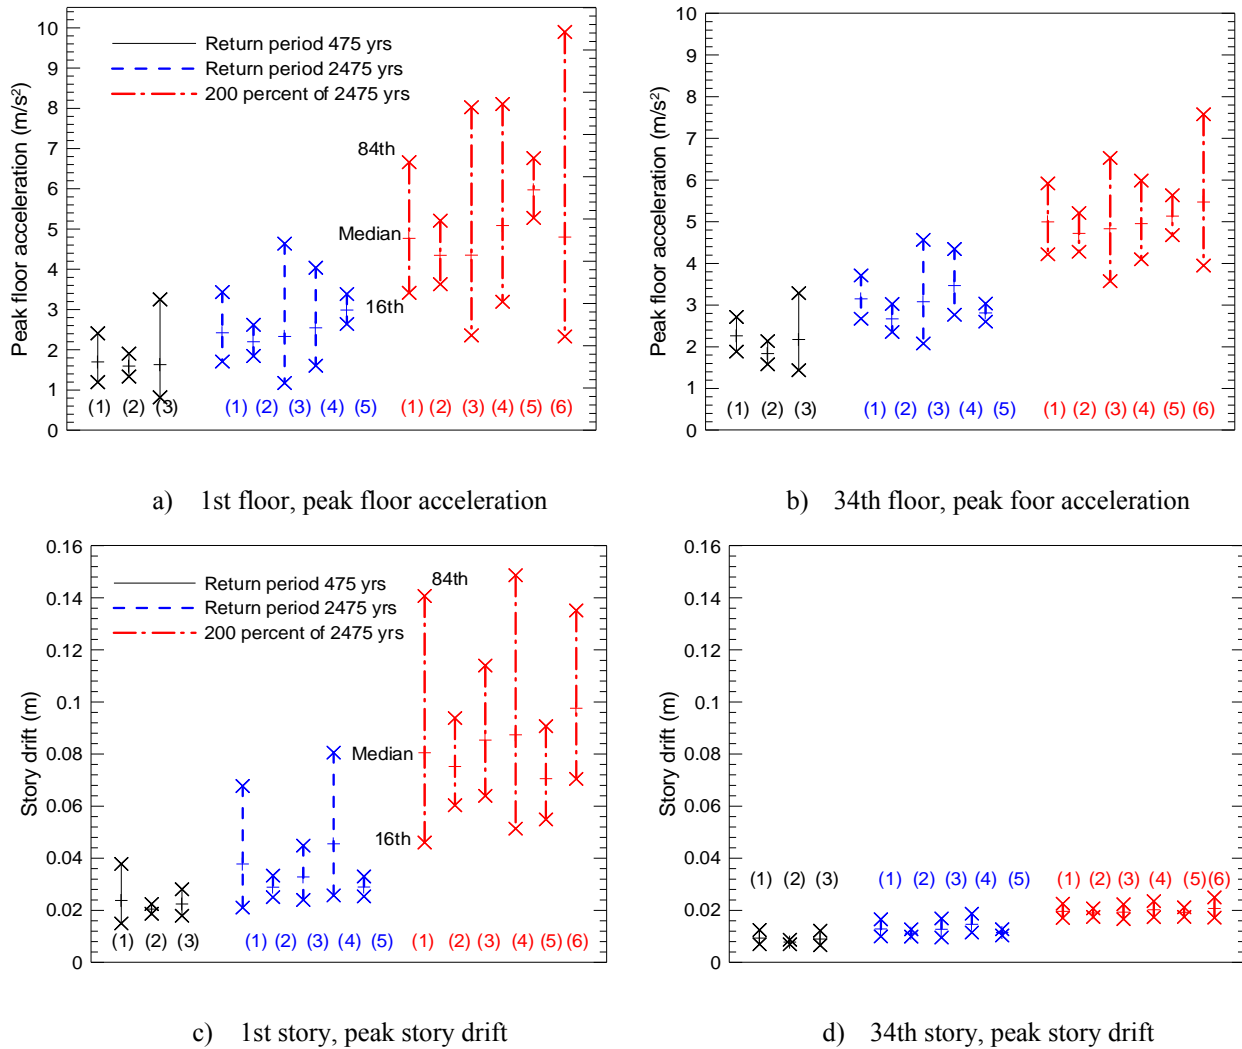 Peak floor acceleration (m/s²)
10
9
8
7
6
5
4
3
2
1
0
Return period 475 yrs
Return period 2475 yrs
200 percent of 2475 yrs
84th
Median
16th
(1) (2) (3) (1) (2) (3) (4) (5) (1) (2) (3) (4) (5) (6)
a) 1st floor, peak floor acceleration
Peak floor acceleration (m/s²)
10
9
8
7
6
5
4
3
2
1
0
(1) (2) (3) (1) (2) (3) (4) (5) (1) (2) (3) (4) (5) (6)
b) 34th floor, peak foor acceleration
Story drift (m)
0.16
0.14
0.12
0.1
0.08
0.06
0.04
0.02
0
Return period 475 yrs
Return period 2475 yrs
200 percent of 2475 yrs
84th
Median
16th
(1) (2) (3) (1) (2) (3) (4) (5) (1) (2) (3) (4) (5) (6)
c) 1st story, peak story drift
Story drift (m)
0.16
0.14
0.12
0.1
0.08
0.06
0.04
0.02
0
(1) (2) (3) (1) (2) (3) (4) (5) (1) (2) (3) (4) (5) (6)
d) 34th story, peak story drift